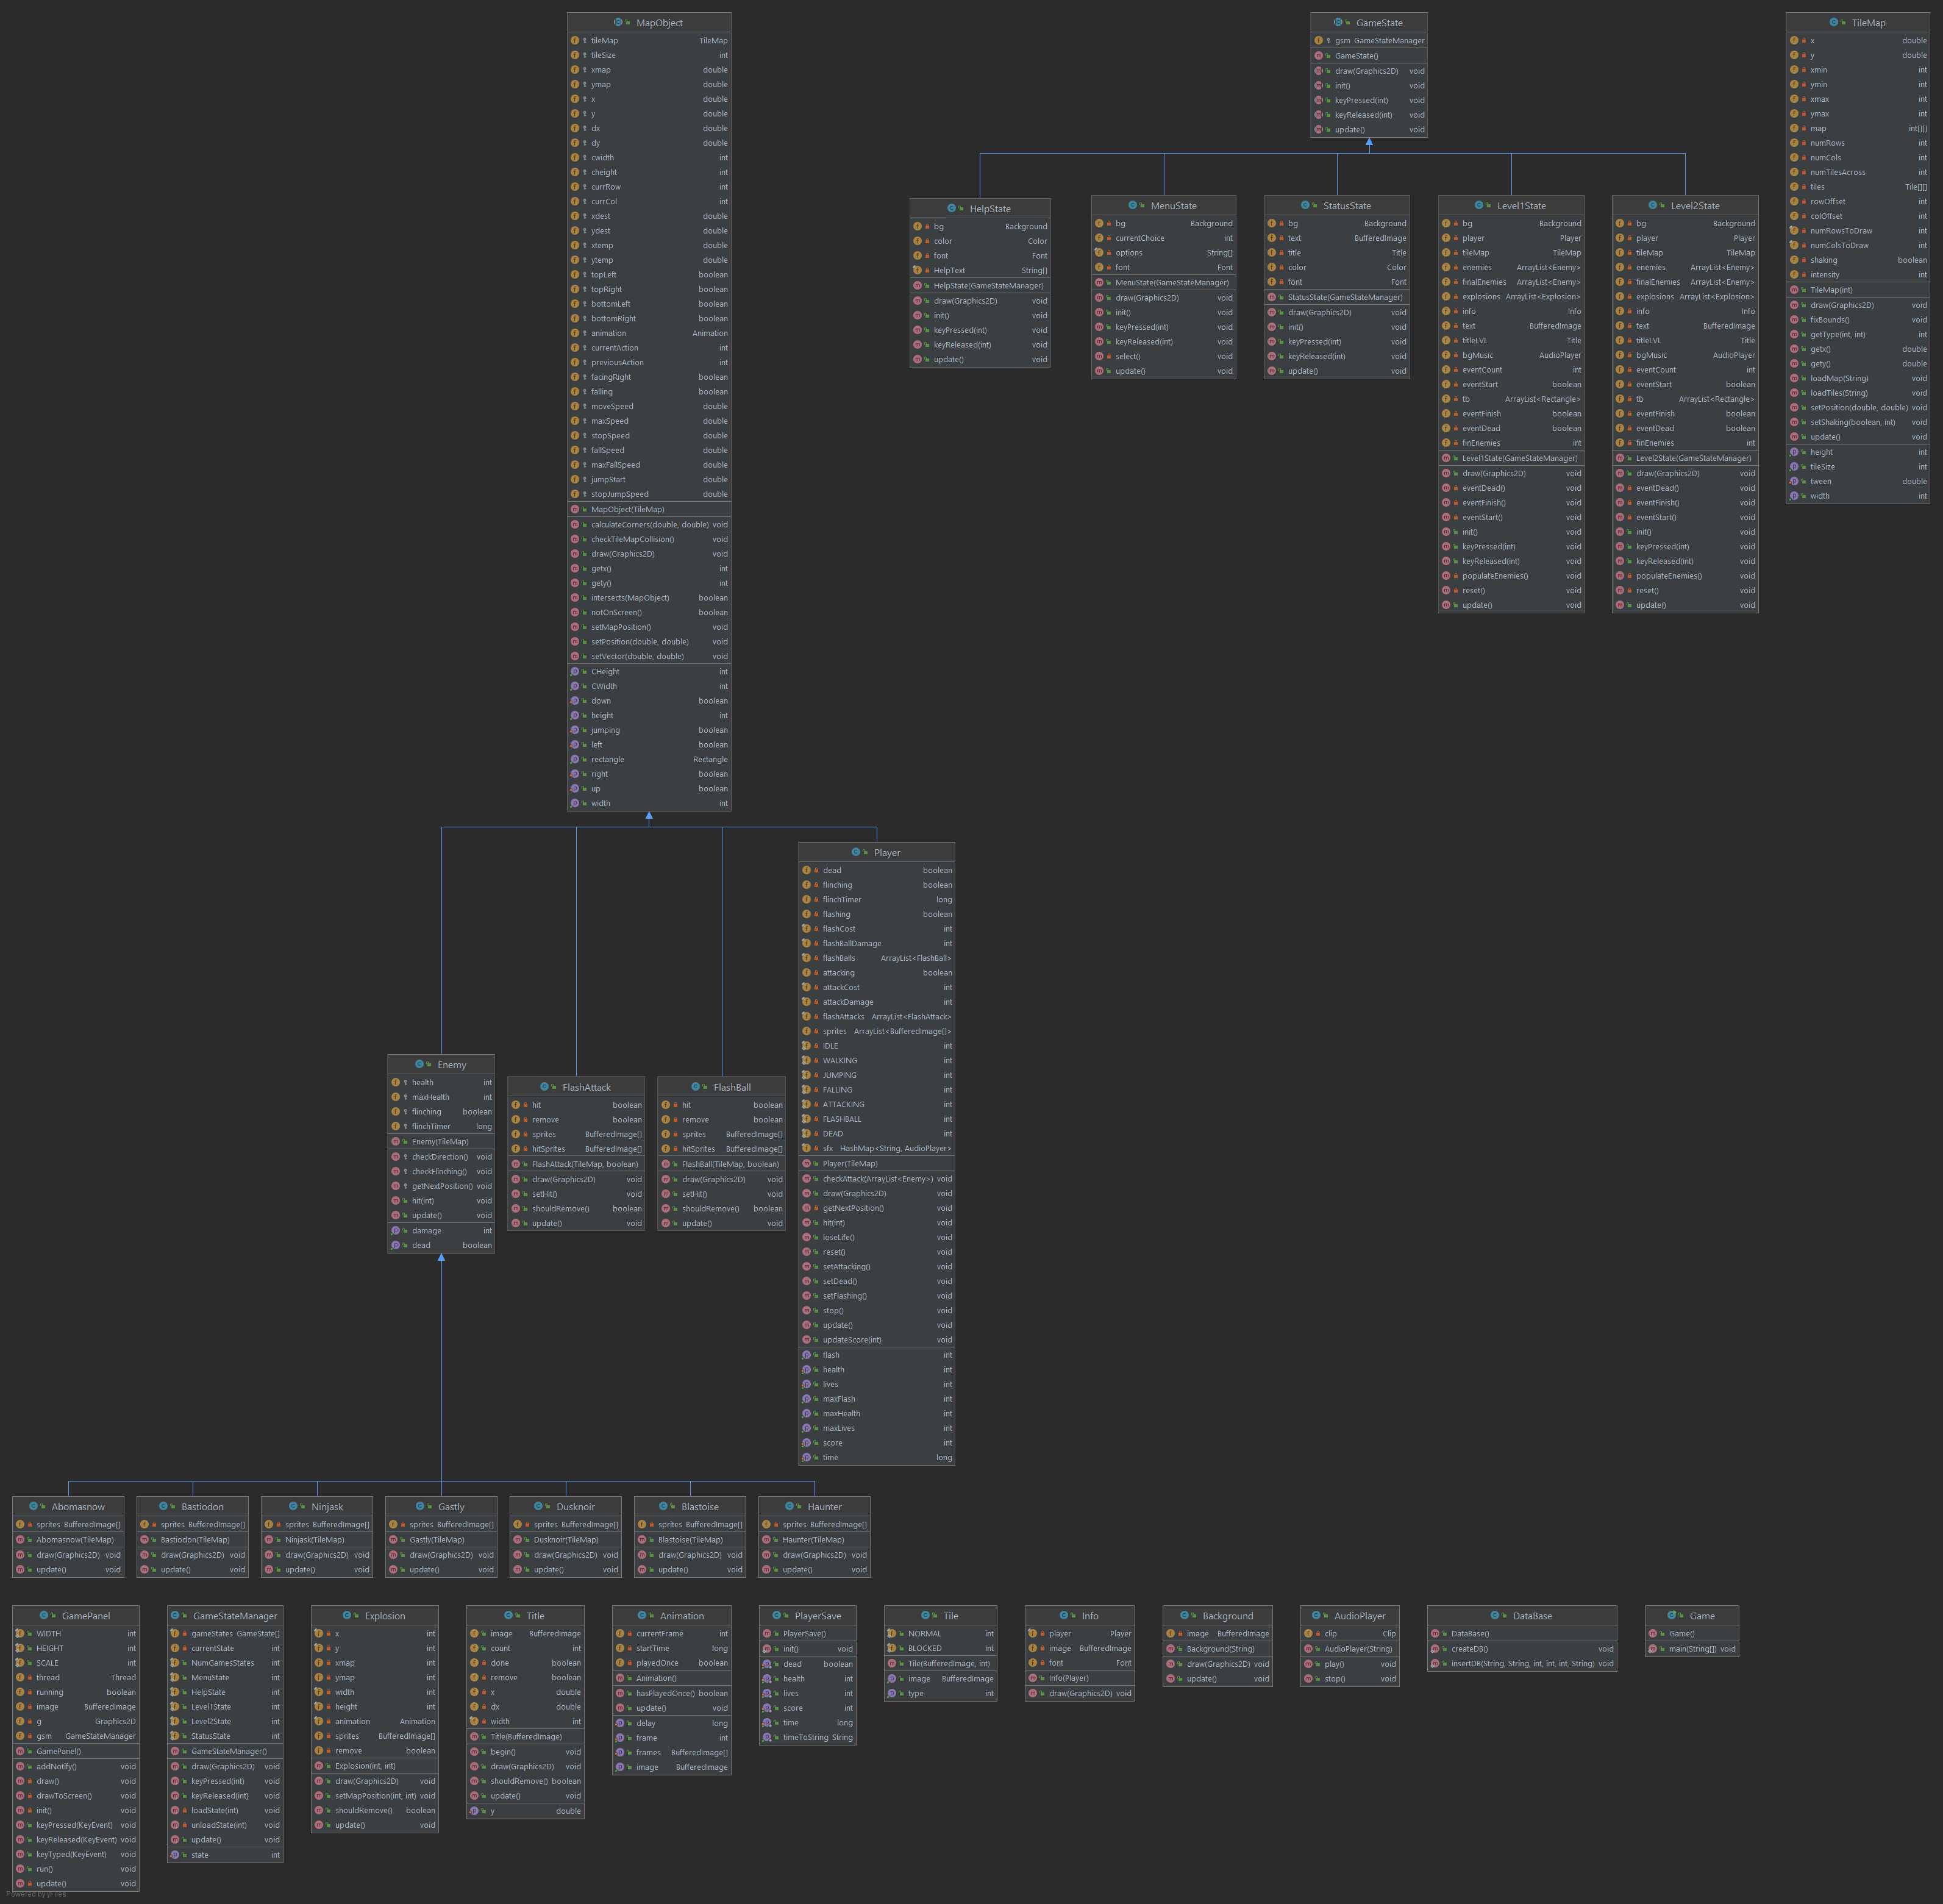 MapObject
tileMap TileMap
tileSize int
xmap double
ymap double
x double
y double
dx double
dy double
cwidth int
cheight int
currRow int
currCol int
xdest double
ydest double
xtemp double
ytemp double
topLeft boolean
topRight boolean
bottomLeft boolean
bottomRight boolean
animation Animation
currentAction int
previousAction int
facingRight boolean
falling boolean
moveSpeed double
maxSpeed double
stopSpeed double
fallSpeed double
maxFallSpeed double
jumpStart double
stopJumpSpeed double
MapObject(TileMap)
calculateCorners(double, double) void
checkTileMapCollision() void
draw(Graphics2D) void
getx() int
gety() int
intersects(MapObject) boolean
notOnScreen() boolean
setMapPosition() void
setPosition(double, double) void
setVector(double, double) void
CHeight int
CWidth int
down boolean
height int
jumping boolean
left boolean
rectangle Rectangle
right boolean
up boolean
width int
GameState
gsm GameStateManager
GameState()
draw(Graphics2D) void
init() void
keyPressed(int) void
keyReleased(int) void
update() void
TileMap
x double
y double
xmin int
ymin int
xmax int
ymax int
map int[][]
numRows int
numCols int
numTilesAcross int
tiles Tile[][]
rowOffset int
colOffset int
numRowsToDraw int
numColsToDraw int
shaking boolean
intensity int
TileMap(int)
draw(Graphics2D) void
fixBounds() void
getType(int, int) int
getx() double
gety() double
loadMap(String) void
loadTiles(String) void
setPosition(double, double) void
setShaking(boolean, int) void
update() void
height int
tileSize int
tween double
width int
HelpState
bg Background
color Color
font Font
HelpText String[]
HelpState(GameStateManager)
draw(Graphics2D) void
init() void
keyPressed(int) void
keyReleased(int) void
update() void
MenuState
bg Background
currentChoice int
options String[]
font Font
MenuState(GameStateManager)
draw(Graphics2D) void
init() void
keyPressed(int) void
keyReleased(int) void
select() void
update() void
StatusState
bg Background
text BufferedImage
title Title
color Color
font Font
StatusState(GameStateManager)
draw(Graphics2D) void
init() void
keyPressed(int) void
keyReleased(int) void
update() void
Level1State
bg Background
player Player
tileMap TileMap
enemies ArrayList<Enemy>
finalEnemies ArrayList<Enemy>
explosions ArrayList<Explosion>
info Info
text BufferedImage
titleLVL Title
bgMusic AudioPlayer
eventCount int
eventStart boolean
tb ArrayList<Rectangle>
eventFinish boolean
eventDead boolean
finEnemies int
Level1State(GameStateManager)
draw(Graphics2D) void
eventDead() void
eventFinish() void
eventStart() void
init() void
keyPressed(int) void
keyReleased(int) void
populateEnemies() void
reset() void
update() void
Level2State
bg Background
player Player
tileMap TileMap
enemies ArrayList<Enemy>
finalEnemies ArrayList<Enemy>
explosions ArrayList<Explosion>
info Info
text BufferedImage
titleLVL Title
bgMusic AudioPlayer
eventCount int
eventStart boolean
tb ArrayList<Rectangle>
eventFinish boolean
eventDead boolean
finEnemies int
Level2State(GameStateManager)
draw(Graphics2D) void
eventDead() void
eventFinish() void
eventStart() void
init() void
keyPressed(int) void
keyReleased(int) void
populateEnemies() void
reset() void
update() void
Player
dead boolean
flinching boolean
flinchTimer long
flashing boolean
flashCost int
flashBallDamage int
flashBalls ArrayList<FlashBall>
attacking boolean
attackCost int
attackDamage int
flashAttacks ArrayList<FlashAttack>
sprites ArrayList<BufferedImage[]>
IDLE int
WALKING int
JUMPING int
FALLING int
ATTACKING int
FLASHBALL int
DEAD int
sfx HashMap<String, AudioPlayer>
Player(TileMap)
checkAttack(ArrayList<Enemy>) void
draw(Graphics2D) void
getNextPosition() void
hit(int) void
loseLife() void
reset() void
setAttacking() void
setDead() void
setFlashing() void
stop() void
update() void
updateScore(int) void
flash int
health int
lives int
maxFlash int
maxHealth int
maxLives int
score int
time long
Enemy
health int
maxHealth int
flinching boolean
flinchTimer long
Enemy(TileMap)
checkDirection() void
checkFlinching() void
getNextPosition() void
hit(int) void
update() void
damage int
dead boolean
FlashAttack
hit boolean
remove boolean
sprites BufferedImage[]
hitSprites BufferedImage[]
FlashAttack(TileMap, boolean)
draw(Graphics2D) void
setHit() void
shouldRemove() boolean
update() void
FlashBall
hit boolean
remove boolean
sprites BufferedImage[]
hitSprites BufferedImage[]
FlashBall(TileMap, boolean)
draw(Graphics2D) void
setHit() void
shouldRemove() boolean
update() void
Abomasnow
sprites BufferedImage[]
Abomasnow(TileMap)
draw(Graphics2D) void
update() void
Bastiodon
sprites BufferedImage[]
Bastiodon(TileMap)
draw(Graphics2D) void
update() void
Ninjask
sprites BufferedImage[]
Ninjask(TileMap)
draw(Graphics2D) void
update() void
Gastly
sprites BufferedImage[]
Gastly(TileMap)
draw(Graphics2D) void
update() void
Dusknoir
sprites BufferedImage[]
Dusknoir(TileMap)
draw(Graphics2D) void
update() void
Blastoise
sprites BufferedImage[]
Blastoise(TileMap)
draw(Graphics2D) void
update() void
Haunter
sprites BufferedImage[]
Haunter(TileMap)
draw(Graphics2D) void
update() void
GamePanel
WIDTH int
HEIGHT int
SCALE int
thread Thread
running boolean
image BufferedImage
g Graphics2D
gsm GameStateManager
GamePanel()
addNotify() void
draw() void
drawToScreen() void
init() void
keyPressed(KeyEvent) void
keyReleased(KeyEvent) void
keyTyped(KeyEvent) void
run() void
update() void
GameStateManager
gameStates GameState[]
currentState int
NumGamesStates int
MenuState int
HelpState int
Level1State int
Level2State int
StatusState int
GameStateManager()
draw(Graphics2D) void
keyPressed(int) void
keyReleased(int) void
loadState(int) void
unloadState(int) void
update() void
state int
Explosion
x int
y int
xmap int
ymap int
width int
height int
animation Animation
sprites BufferedImage[]
remove boolean
Explosion(int, int)
draw(Graphics2D) void
setMapPosition(int, int) void
shouldRemove() boolean
update() void
Title
image BufferedImage
count int
done boolean
remove boolean
x double
dx double
width int
Title(BufferedImage)
begin() void
draw(Graphics2D) void
shouldRemove() boolean
update() void
y double
Animation
currentFrame int
startTime long
playedOnce boolean
Animation()
hasPlayedOnce() boolean
update() void
delay long
frame int
frames BufferedImage[]
image BufferedImage
PlayerSave
PlayerSave()
init() void
dead boolean
health int
lives int
score int
time long
timeToString String
Tile
NORMAL int
BLOCKED int
Tile(BufferedImage, int)
image BufferedImage
type int
Info
player Player
image BufferedImage
font Font
Info(Player)
draw(Graphics2D) void
Background
image BufferedImage
Background(String)
draw(Graphics2D) void
update() void
AudioPlayer
clip Clip
AudioPlayer(String)
play() void
stop() void
DataBase
DataBase()
createDB() void
insertDB(String, String, int, int, int, String) void
Game
Game()
main(String[]) void
Powered by yFiles